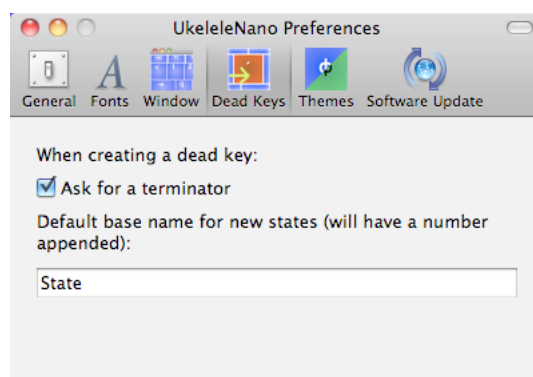 UkeleleNano Preferences
General Fonts Window Dead Keys Themes Software Update
When creating a dead key:
Ask for a terminator
Default base name for new states (will have a number
appended):
State